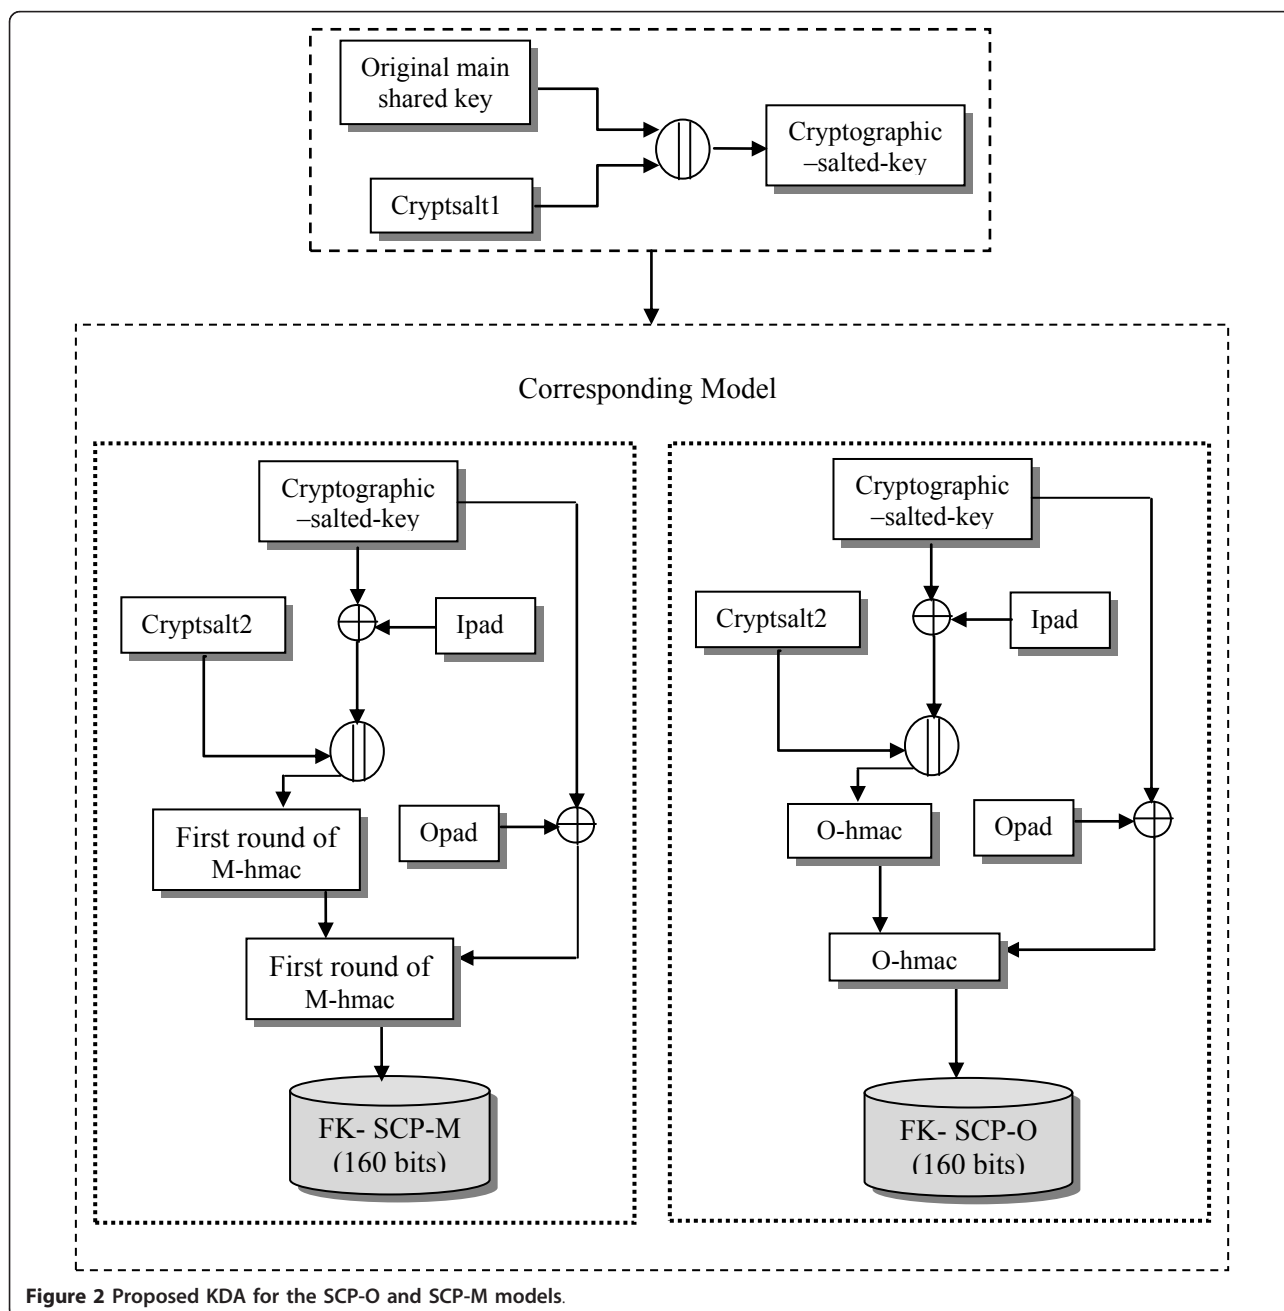 Original main
shared key
Cryptographic
–salted-key
Cryptsalt1
Corresponding Model
Cryptographic
–salted-key
Cryptsalt2
Ipad
First round of
M-hmac
Opad
First round of
M-hmac
FK- SCP-M
(160 bits)
Cryptographic
–salted-key
Cryptsalt2
Ipad
O-hmac
Opad
O-hmac
FK- SCP-O
(160 bits)
Figure 2 Proposed KDA for the SCP-O and SCP-M models.